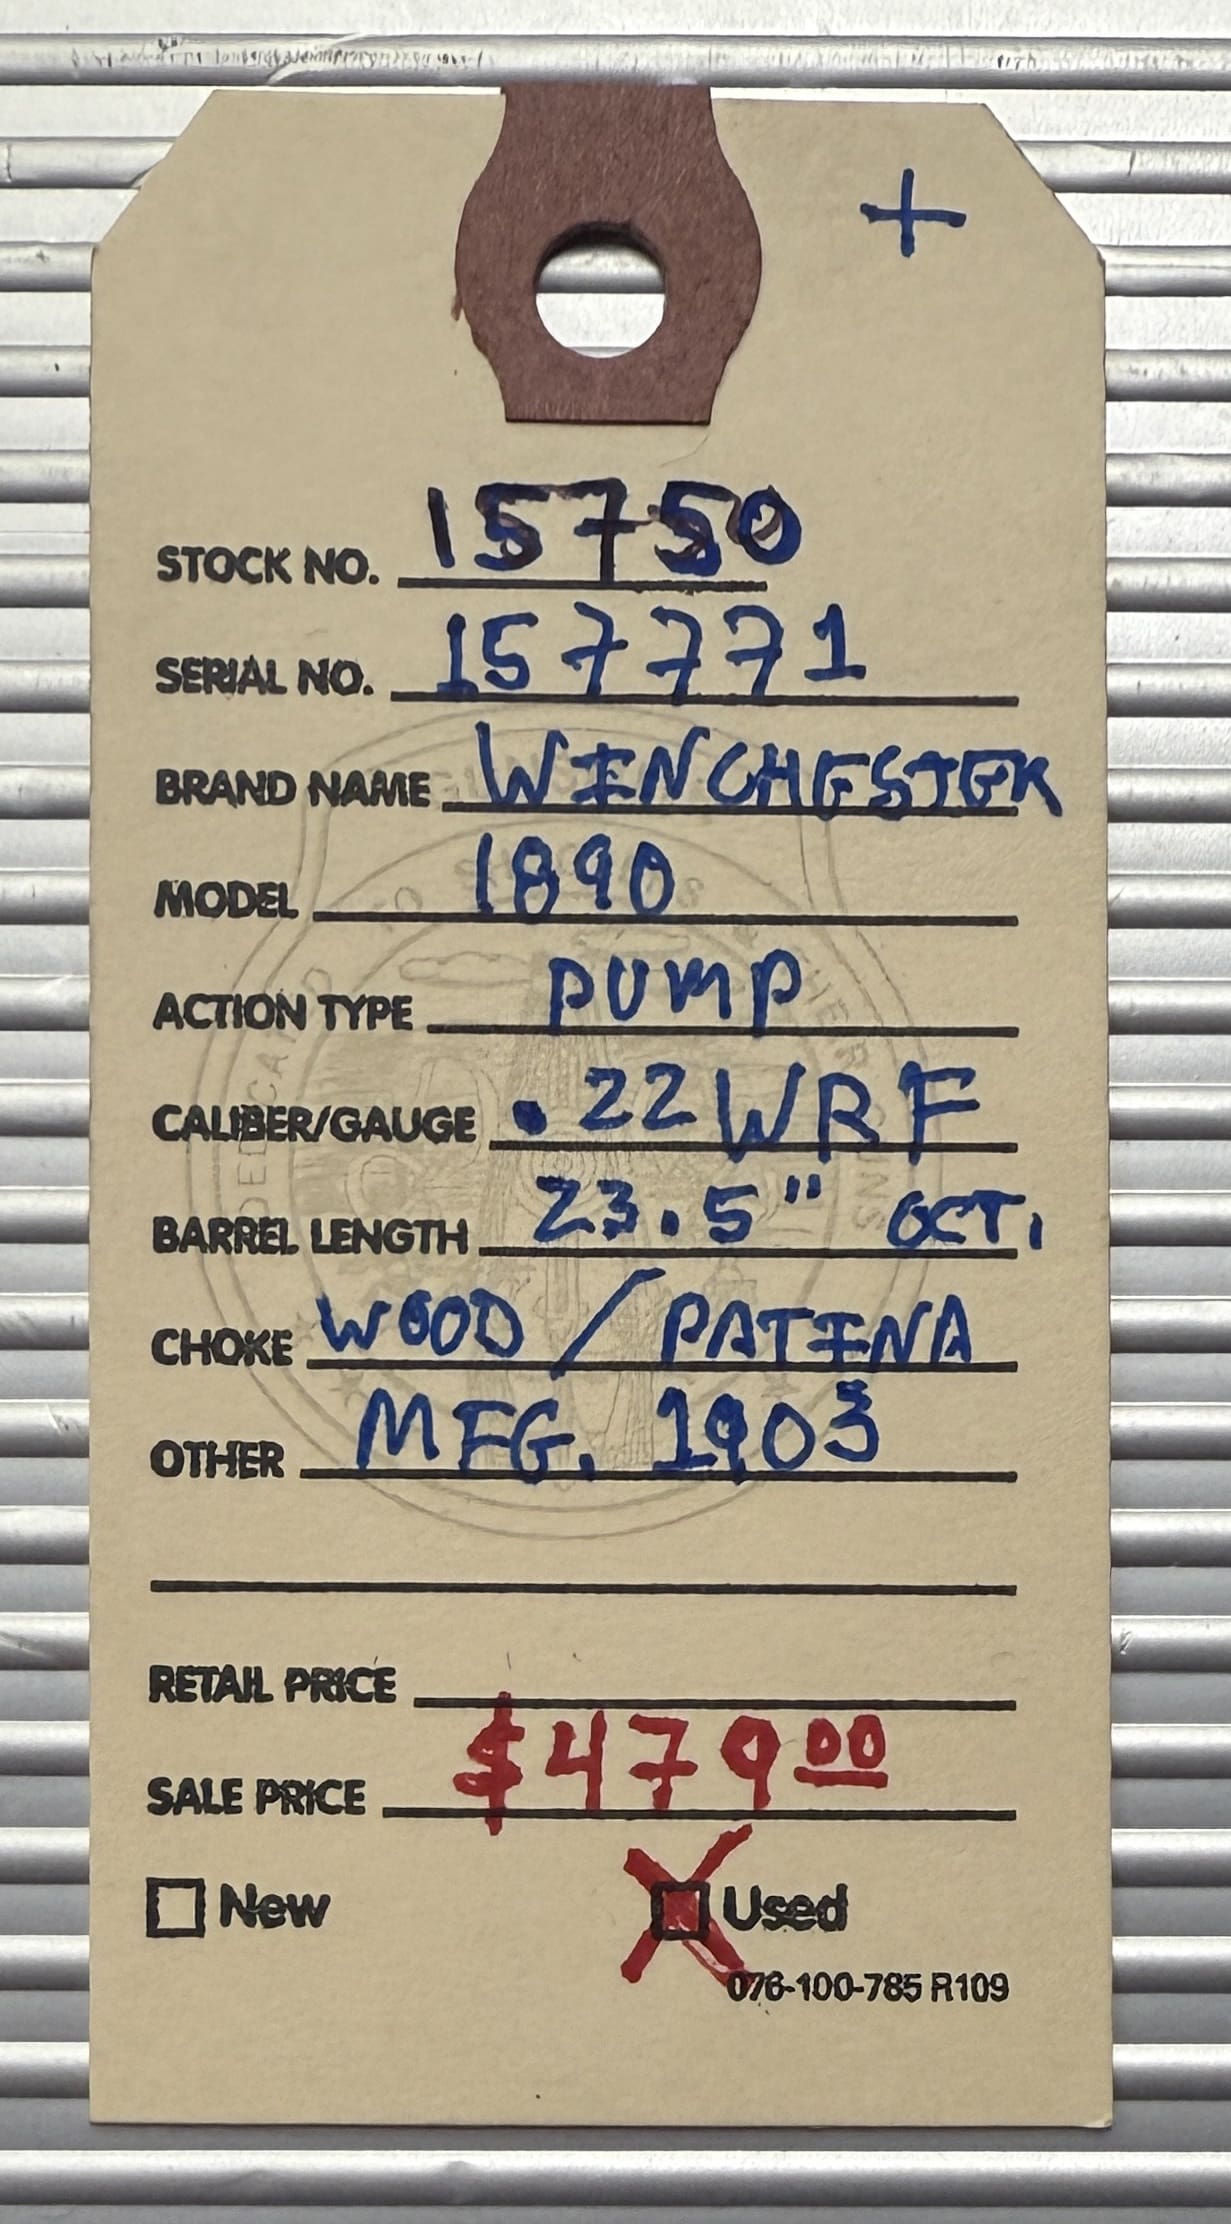 +
STOCK NO. 15750
SERIAL NO. 157771
BRAND NAME WINCHESTER
MODEL 1890
ACTION TYPE PUMP
CALIBER/GAUGE .22 WRF
BARREL LENGTH 23.5" OCT.
CHOKE WOOD / PATINA
OTHER MFG. 1903
RETAIL PRICE
SALE PRICE $479 00
New Used
076-100-785 R109